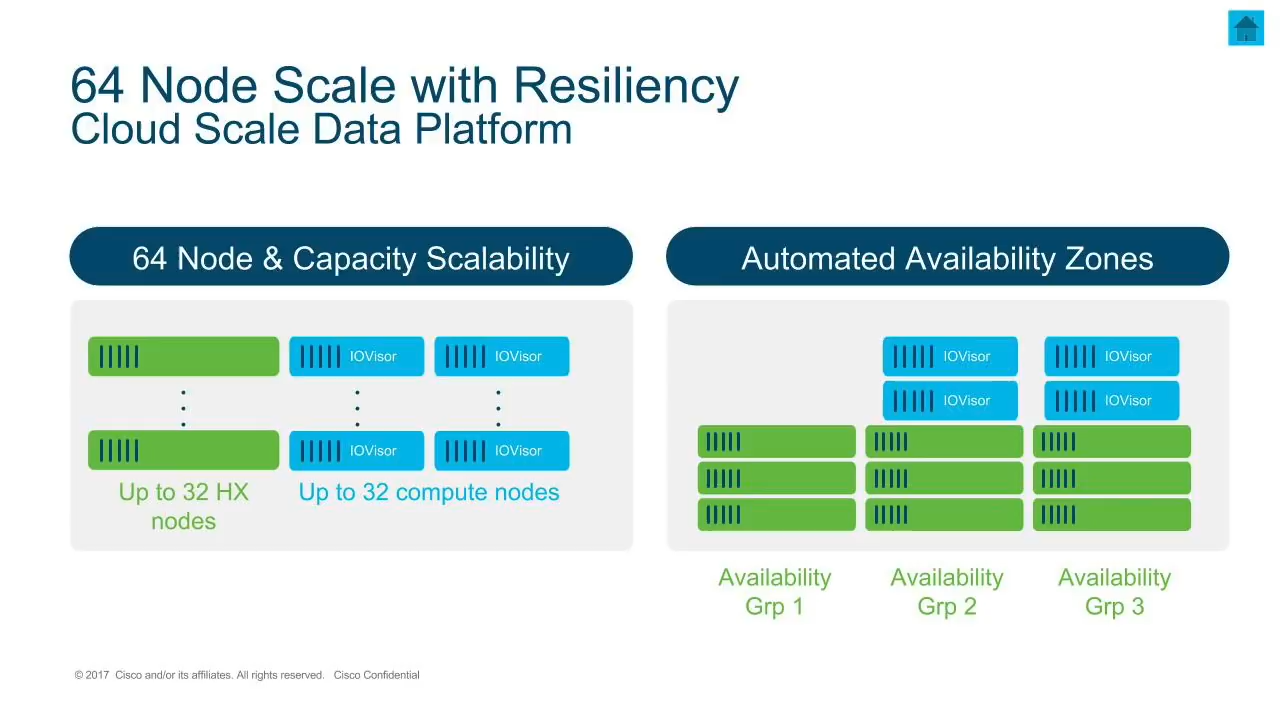 64 Node Scale with Resiliency
Cloud Scale Data Platform
64 Node & Capacity Scalability
IOVisor
IOVisor
IOVisor
IOVisor
Up to 32 HX
nodes
Up to 32 compute nodes
Automated Availability Zones
IOVisor
IOVisor
IOVisor
IOVisor
Availability
Grp 1
Availability
Grp 2
Availability
Grp 3
© 2017 Cisco and/or its affiliates. All rights reserved. Cisco Confidential